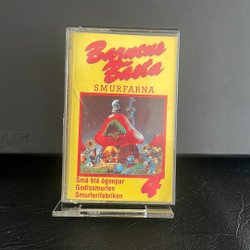 Barnens
Bästa
SMURFARNA
Små blå ögonpar
Godissmurfen
Smurferifabriken
4